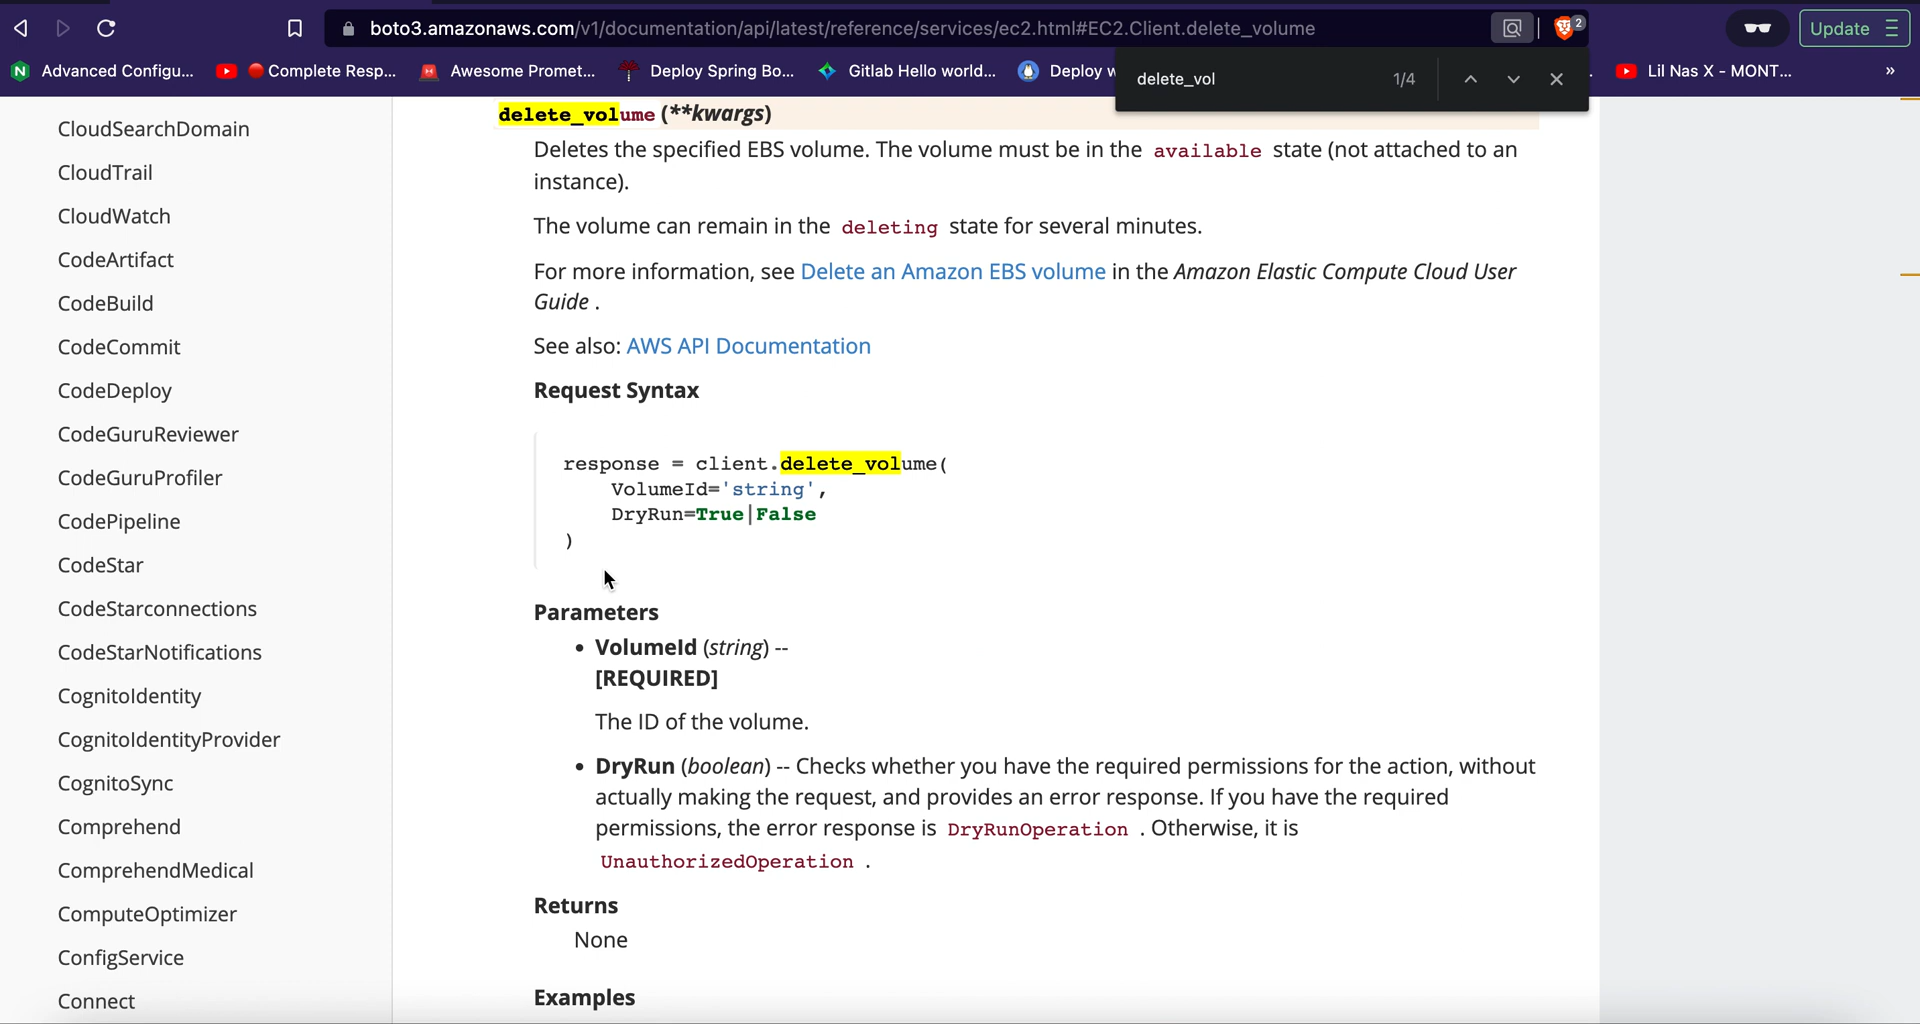 boto3.amazonaws.com/v1/documentation/api/latest/reference/services/ec2.html#EC2.Client.delete_volume
2
Update
N Advanced Configu...
Complete Resp...
Awesome Promet...
Deploy Spring Bo...
Gitlab Hello world...
Deploy w
delete_vol
1/4
.
Lil Nas X - MONT...
»
CloudSearchDomain
CloudTrail
CloudWatch
CodeArtifact
CodeBuild
CodeCommit
CodeDeploy
CodeGuruReviewer
CodeGuruProfiler
CodePipeline
CodeStar
CodeStarconnections
CodeStarNotifications
CognitoIdentity
CognitoIdentityProvider
CognitoSync
Comprehend
ComprehendMedical
ComputeOptimizer
ConfigService
Connect
delete_volume (**kwargs)
Deletes the specified EBS volume. The volume must be in the available state (not attached to an
instance).
The volume can remain in the deleting state for several minutes.
For more information, see Delete an Amazon EBS volume in the Amazon Elastic Compute Cloud User
Guide .
See also: AWS API Documentation
Request Syntax
response = client.delete_volume(
VolumeId='string',
DryRun=True|False
)
Parameters
• VolumeId (string) --
[REQUIRED]
The ID of the volume.
• DryRun (boolean) -- Checks whether you have the required permissions for the action, without
actually making the request, and provides an error response. If you have the required
permissions, the error response is DryRunOperation . Otherwise, it is
UnauthorizedOperation .
Returns
None
Examples